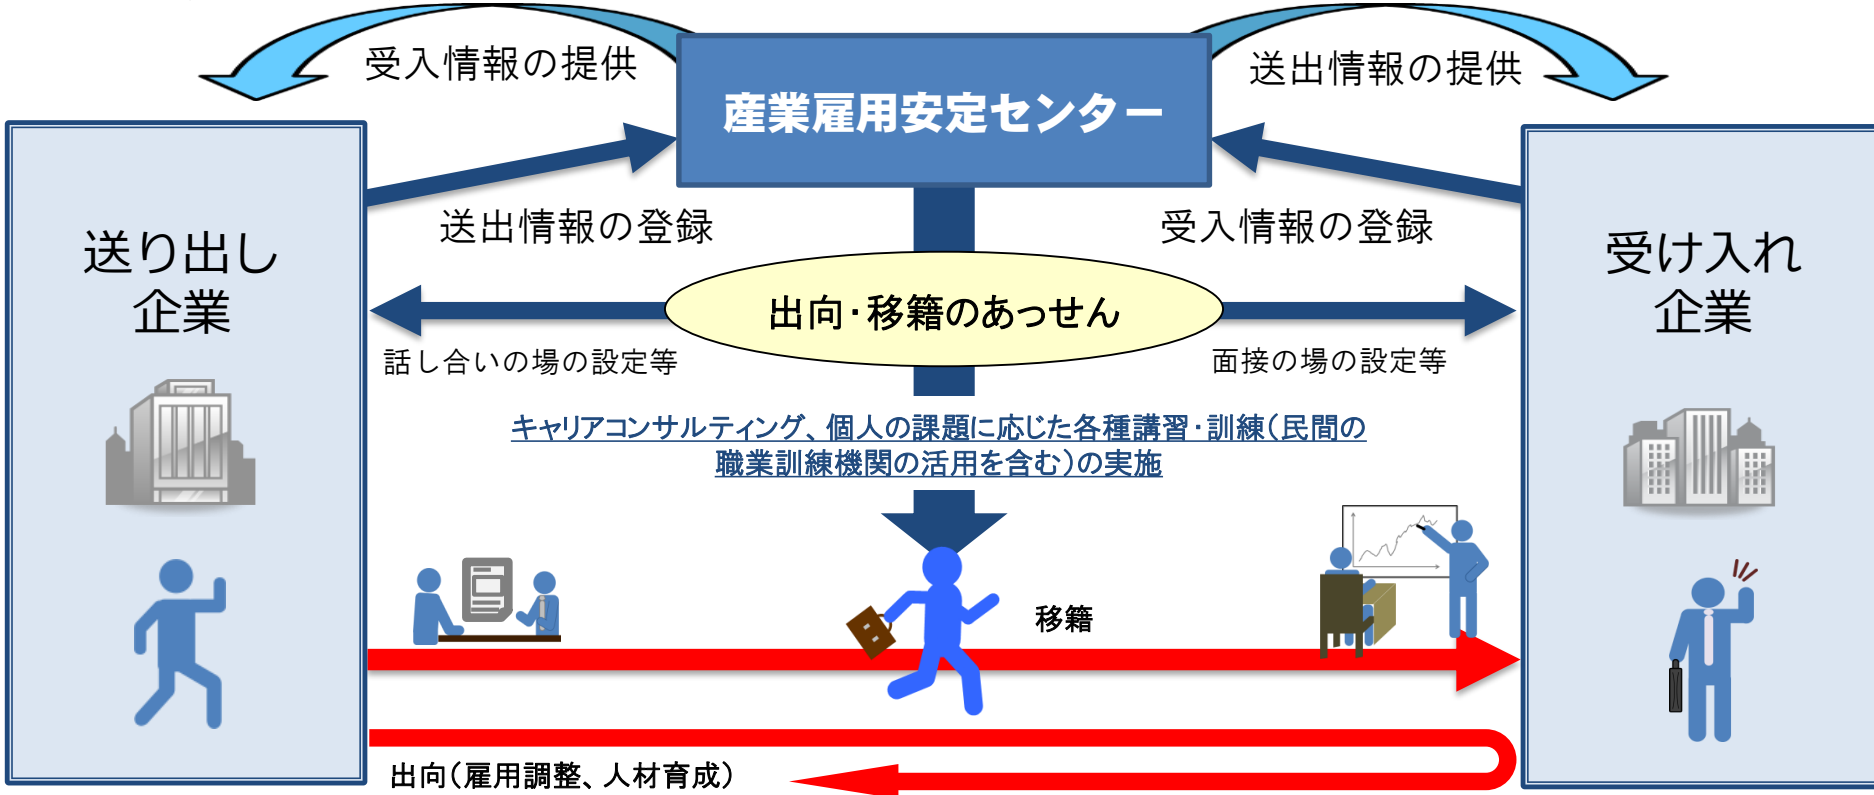 受入情報の提供
送出情報の提供
産業雇用安定センター
送出情報の登録
受入情報の登録
送り出し
企業
受け入れ
企業
出向・移籍のあっせん
話し合いの場の設定等
面接の場の設定等
キャリアコンサルティング、個人の課題に応じた各種講習・訓練（民間の
職業訓練機関の活用を含む）の実施
移籍
出向（雇用調整、人材育成）